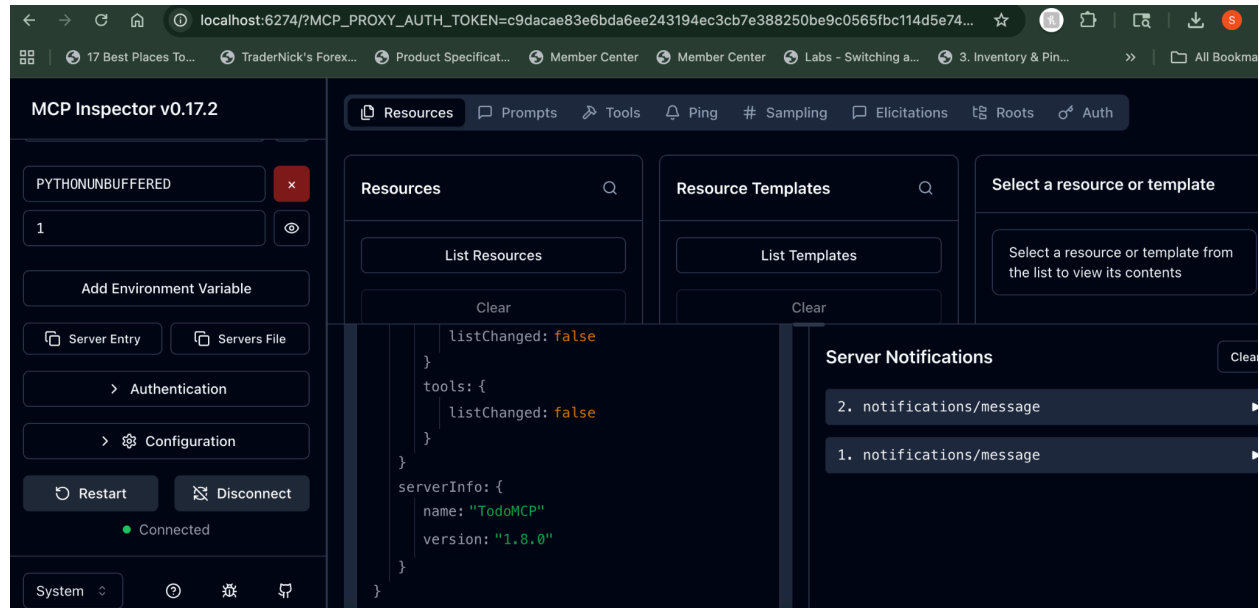 localhost:6274/?MCP_PROXY_AUTH_TOKEN=c9dacae83e6bda6ee243194ec3cb7e388250be9c0565fbc114d5e74...
S
17 Best Places To...
TraderNick's Forex...
Product Specificat...
Member Center
Member Center
Labs - Switching a...
3. Inventory & Pin...
»
All Bookma
MCP Inspector v0.17.2
PYTHONUNBUFFERED
×
1
Add Environment Variable
Server Entry
Servers File
Authentication
Configuration
Restart
Disconnect
Connected
System
Resources
Prompts
Tools
Ping
Sampling
Elicitations
Roots
Auth
Resources
List Resources
Clear
Resource Templates
List Templates
Clear
Select a resource or template
Select a resource or template from
the list to view its contents
listChanged: false
}
tools: {
listChanged: false
}
}
serverInfo: {
name: "TodoMCP"
version: "1.8.0"
}
}
Server Notifications
Clear
2. notifications/message
1. notifications/message